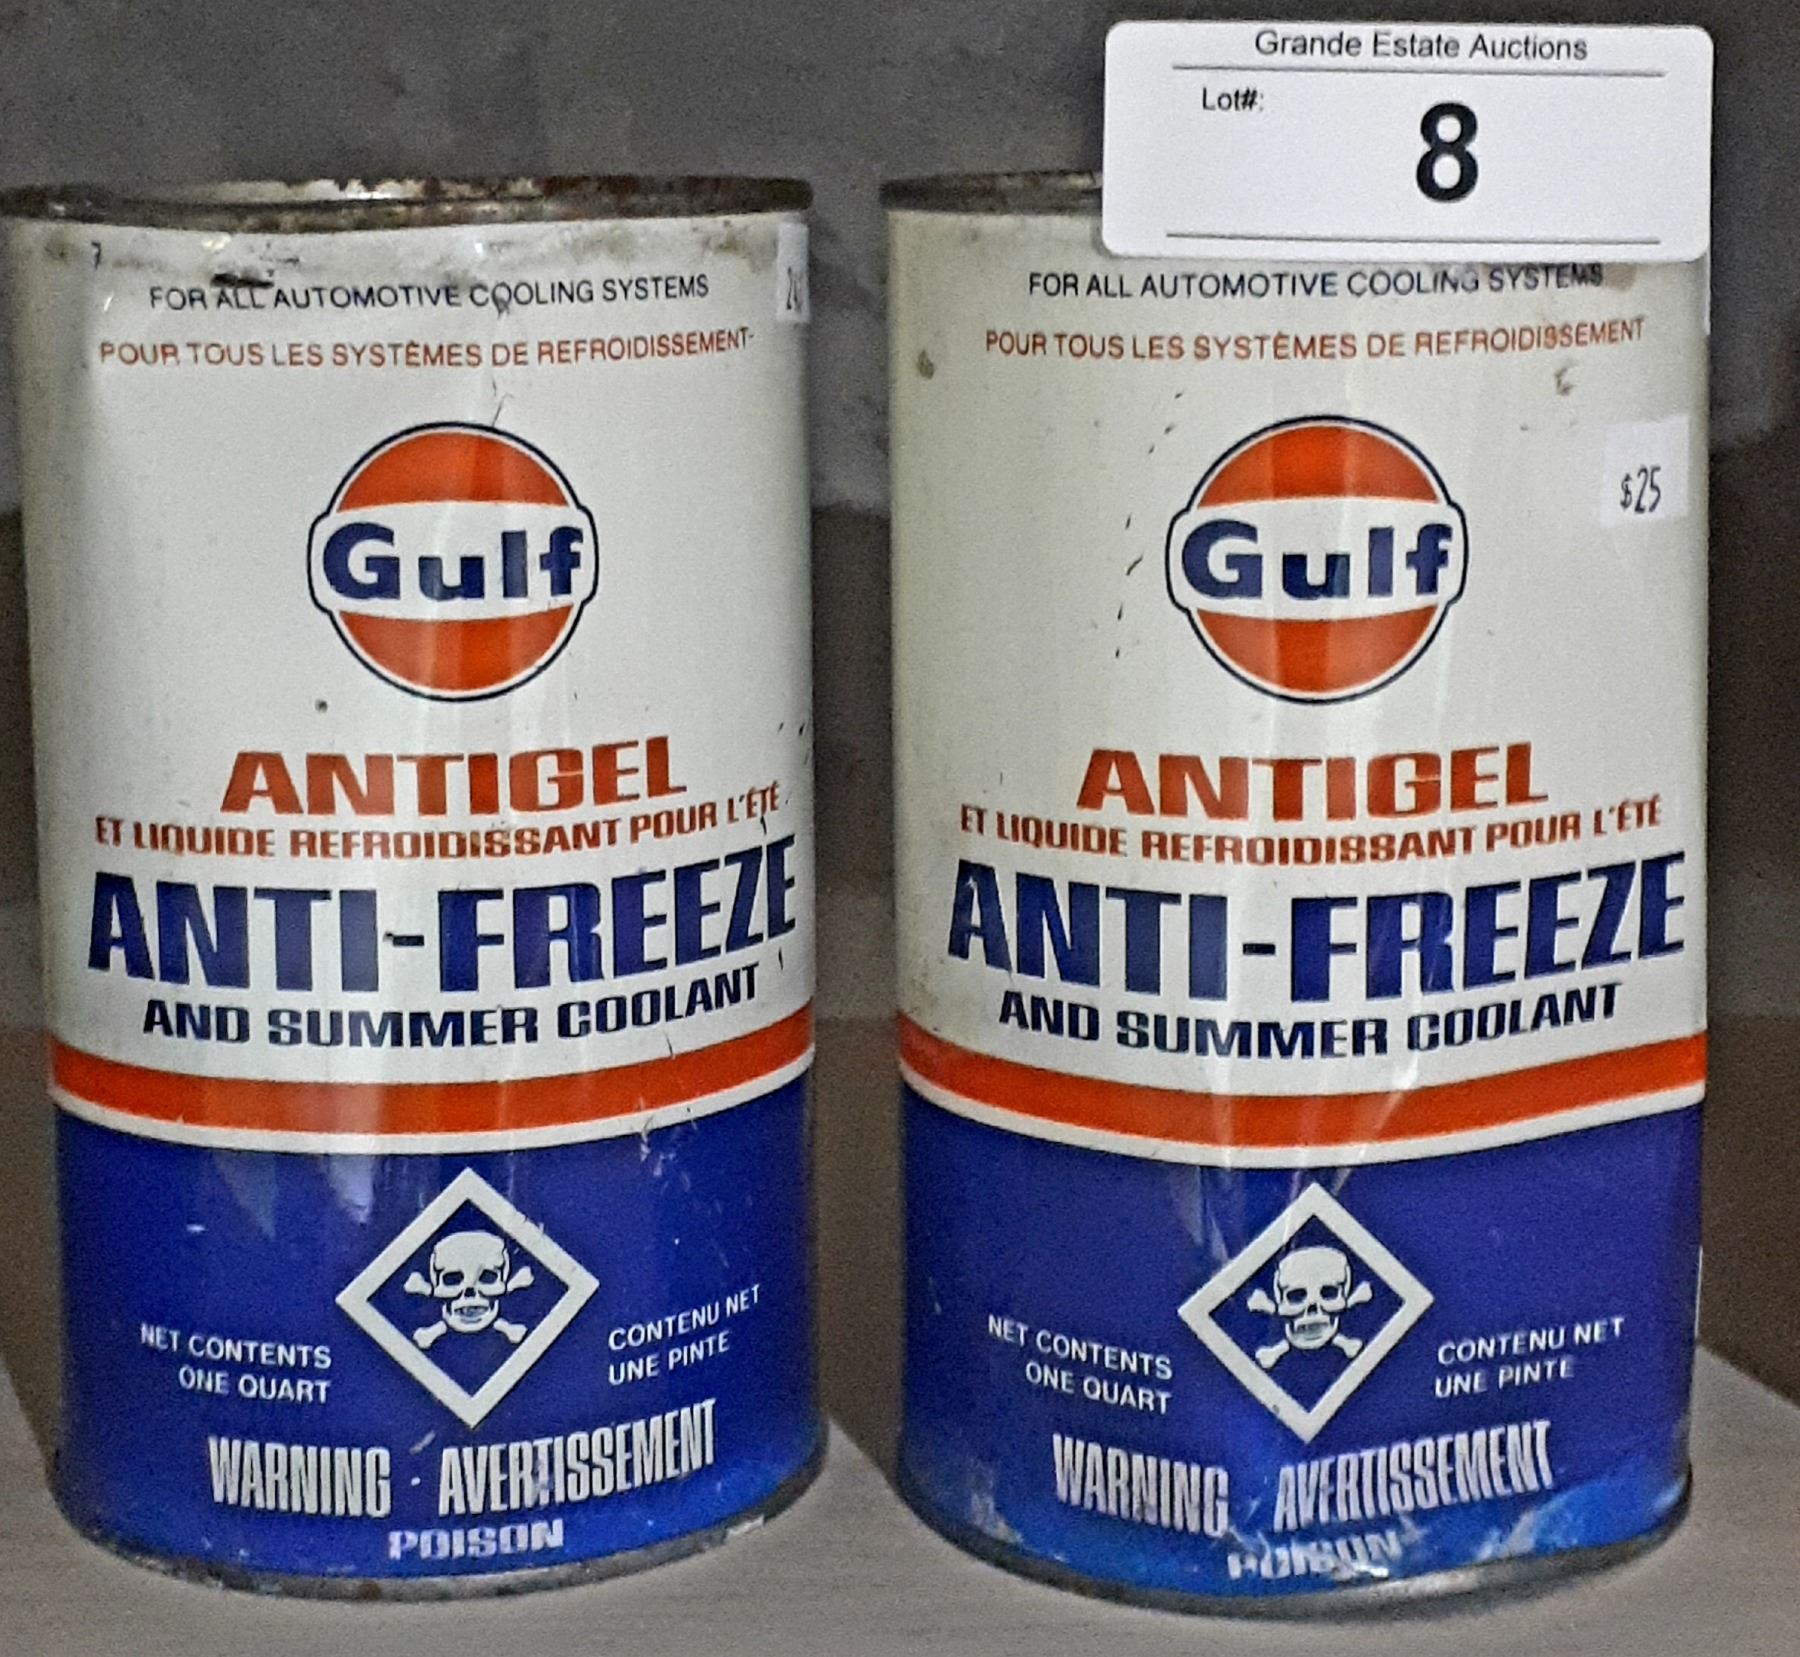 Grande Estate Auctions
Lot#:
8
FOR ALL AUTOMOTIVE COOLING SYSTEMS
POUR TOUS LES SYSTÈMES DE REFROIDISSEMENT
Gulf
ANTIGEL
ET LIQUIDE REFROIDISSANT POUR L'ÉTÉ
ANTI-FREEZE
AND SUMMER COOLANT
NET CONTENTS
ONE QUART
CONTENU NET
UNE PINTE
WARNING · AVERTISSEMENT
POISON
FOR ALL AUTOMOTIVE COOLING SYSTEMS
POUR TOUS LES SYSTÈMES DE REFROIDISSEMENT
$25
Gulf
ANTIGEL
ET LIQUIDE REFROIDISSANT POUR L'ÉTÉ
ANTI-FREEZE
AND SUMMER COOLANT
NET CONTENTS
ONE QUART
CONTENU NET
UNE PINTE
WARNING AVERTISSEMENT
POISON